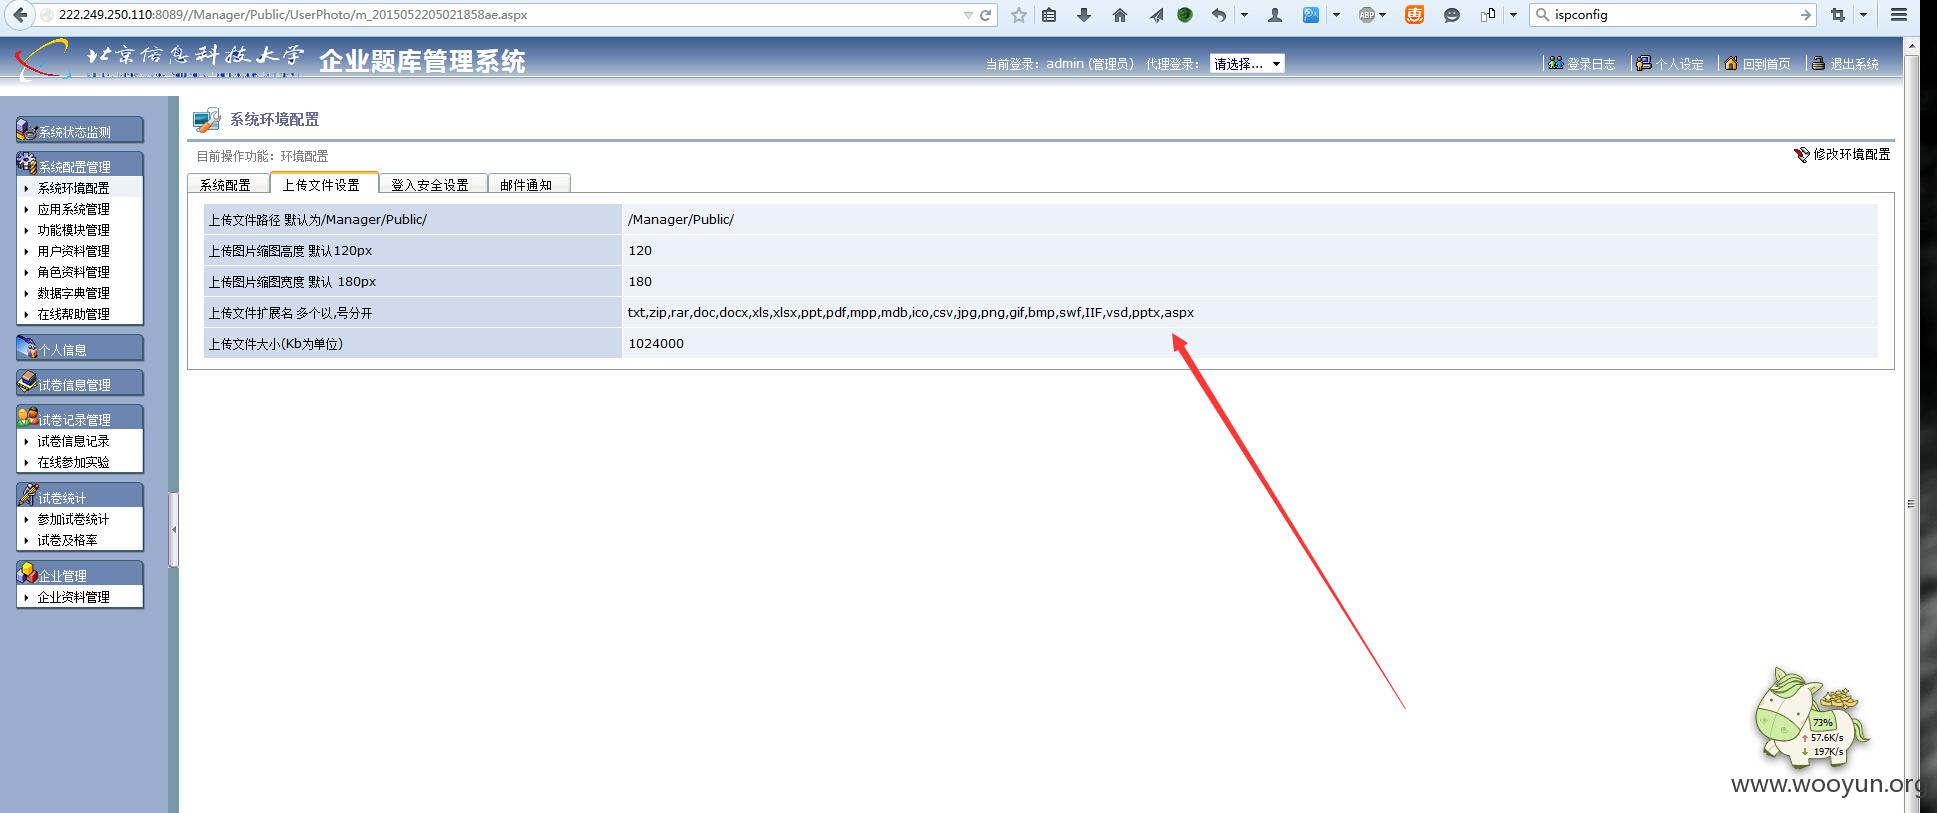 222.249.250.110:8089//Manager/Public/UserPhoto/m_2015052205021858ae.aspx
ABP
惠
ispconfig
北京信息科技大学 企业题库管理系统
当前登录：admin (管理员) 代理登录： 请选择...
登录日志 个人设定 回到首页 退出系统
系统状态监测
系统配置管理
系统环境配置
应用系统管理
功能模块管理
用户资料管理
角色资料管理
数据字典管理
在线帮助管理
个人信息
试卷信息管理
试卷记录管理
试卷信息记录
在线参加实验
试卷统计
参加试卷统计
试卷及格率
企业管理
企业资料管理
系统环境配置
目前操作功能：环境配置
修改环境配置
系统配置 上传文件设置 登入安全设置 邮件通知
上传文件路径 默认为/Manager/Public/ /Manager/Public/
上传图片缩图高度 默认120px 120
上传图片缩图宽度 默认 180px 180
上传文件扩展名 多个以,号分开 txt,zip,rar,doc,docx,xls,xlsx,ppt,pdf,mpp,mdb,ico,csv,jpg,png,gif,bmp,swf,IIF,vsd,pptx,aspx
上传文件大小(Kb为单位) 1024000
73%
57.6K/s
197K/s
www.wooyun.org